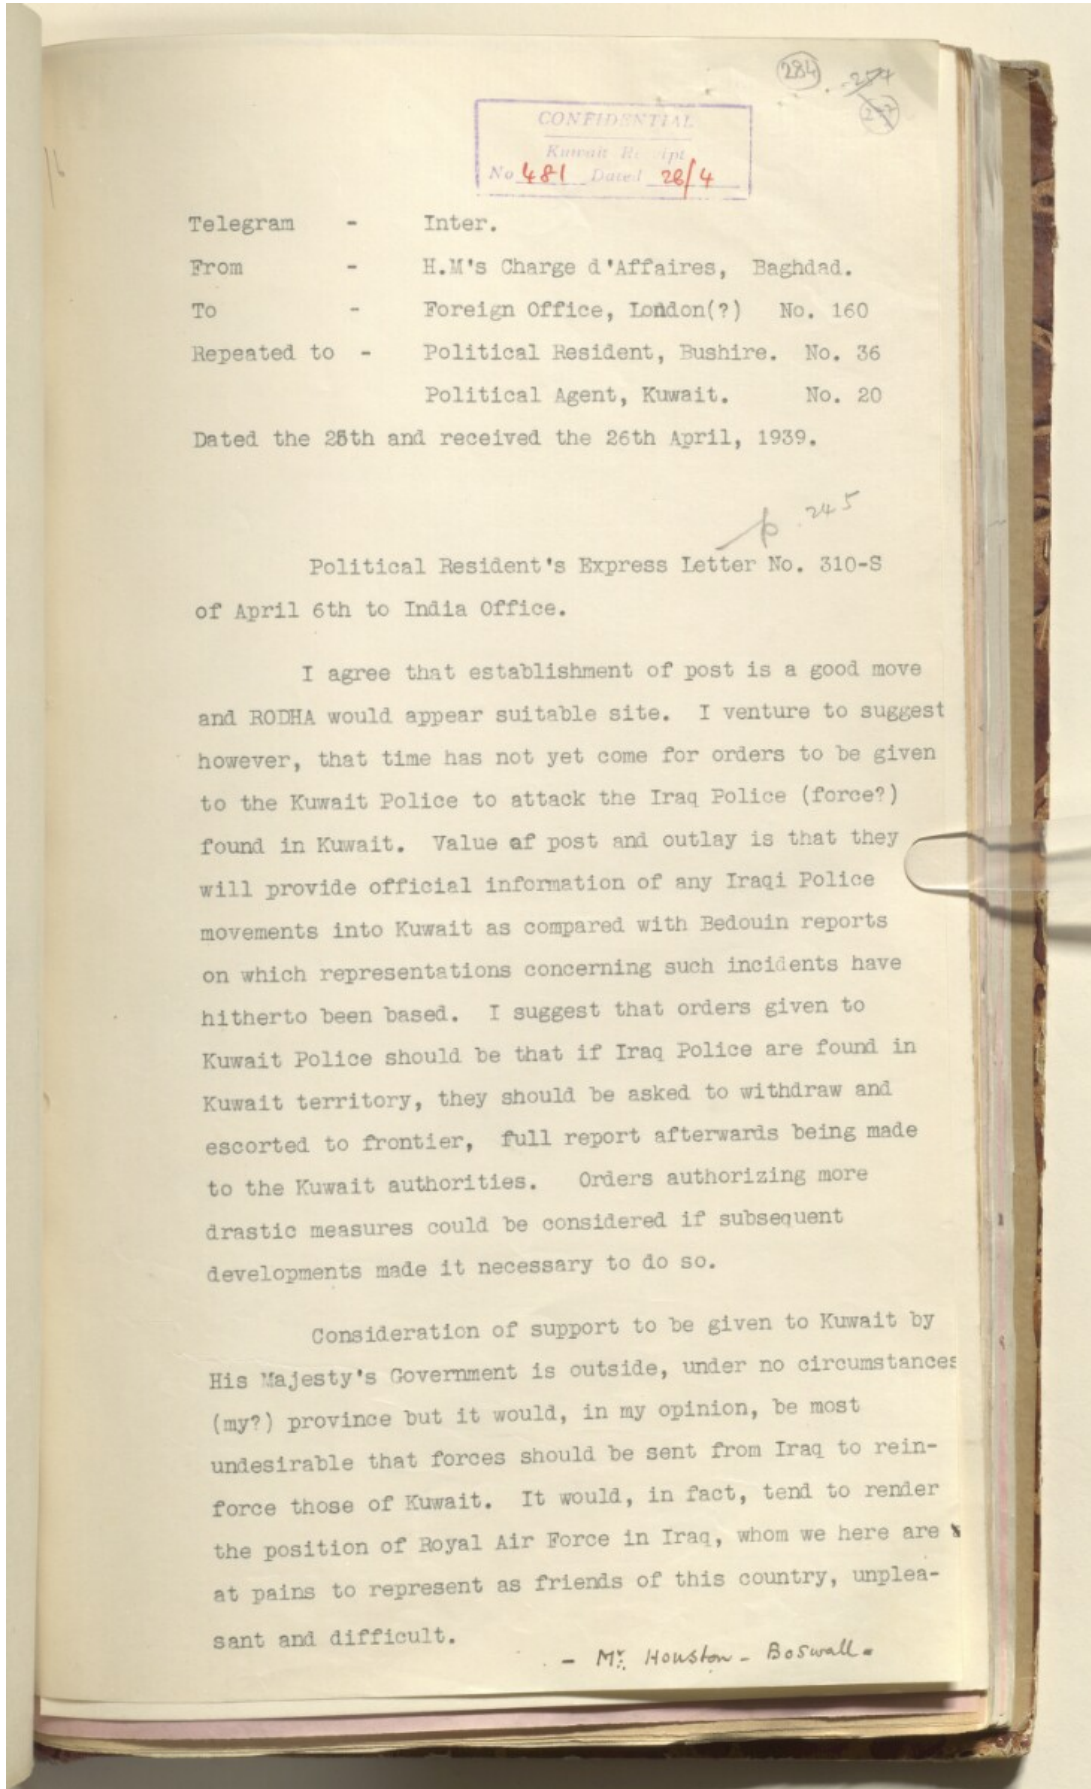 284
254
CONFIDENTIAL
Kuwait Receipt
No 481 Dated 28/4
Telegram - Inter.
From - H.M's Charge d'Affaires, Baghdad.
To - Foreign Office, London(?) No. 160
Repeated to - Political Resident, Bushire. No. 36
Political Agent, Kuwait. No. 20
Dated the 25th and received the 26th April, 1939.
p. 245
Political Resident's Express Letter No. 310-S
of April 6th to India Office.
I agree that establishment of post is a good move
and RODHA would appear suitable site. I venture to suggest
however, that time has not yet come for orders to be given
to the Kuwait Police to attack the Iraq Police (force?)
found in Kuwait. Value of post and outlay is that they
will provide official information of any Iraqi Police
movements into Kuwait as compared with Bedouin reports
on which representations concerning such incidents have
hitherto been based. I suggest that orders given to
Kuwait Police should be that if Iraq Police are found in
Kuwait territory, they should be asked to withdraw and
escorted to frontier, full report afterwards being made
to the Kuwait authorities. Orders authorizing more
drastic measures could be considered if subsequent
developments made it necessary to do so.
Consideration of support to be given to Kuwait by
His Majesty's Government is outside, under no circumstances
(my?) province but it would, in my opinion, be most
undesirable that forces should be sent from Iraq to rein-
force those of Kuwait. It would, in fact, tend to render
the position of Royal Air Force in Iraq, whom we here are
at pains to represent as friends of this country, unplea-
sant and difficult.
- Mr. Houston-Boswall.